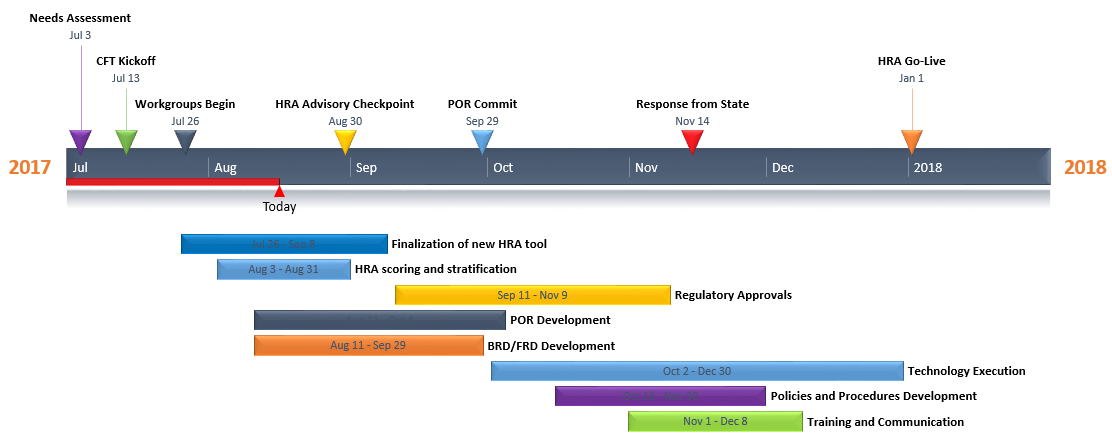 Needs Assessment
Jul 3
CFT Kickoff
Jul 13
HRA Go-Live
Jan 1
Workgroups Begin
Jul 26
HRA Advisory Checkpoint
Aug 30
POR Commit
Sep 29
Response from State
Nov 14
2017
Jul
Aug
Sep
Oct
Nov
Dec
2018
2018
Today
Jul 26 - Sep 8
Finalization of new HRA tool
Aug 3 - Aug 31
HRA scoring and stratification
Sep 11 - Nov 9
Regulatory Approvals
POR Development
Aug 11 - Sep 29
BRD/FRD Development
Oct 2 - Dec 30
Technology Execution
Policies and Procedures Development
Nov 1 - Dec 8
Training and Communication